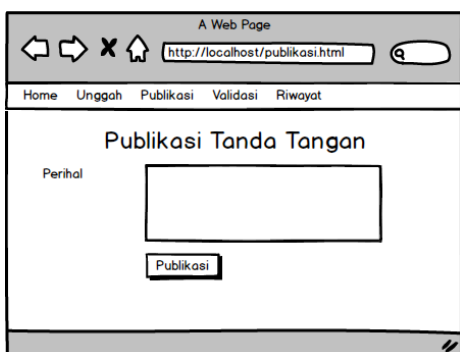 A Web Page
http://localhost/publikasi.html
Home Unggah Publikasi Validasi Riwayat
Publikasi Tanda Tangan
Perihal
Publikasi